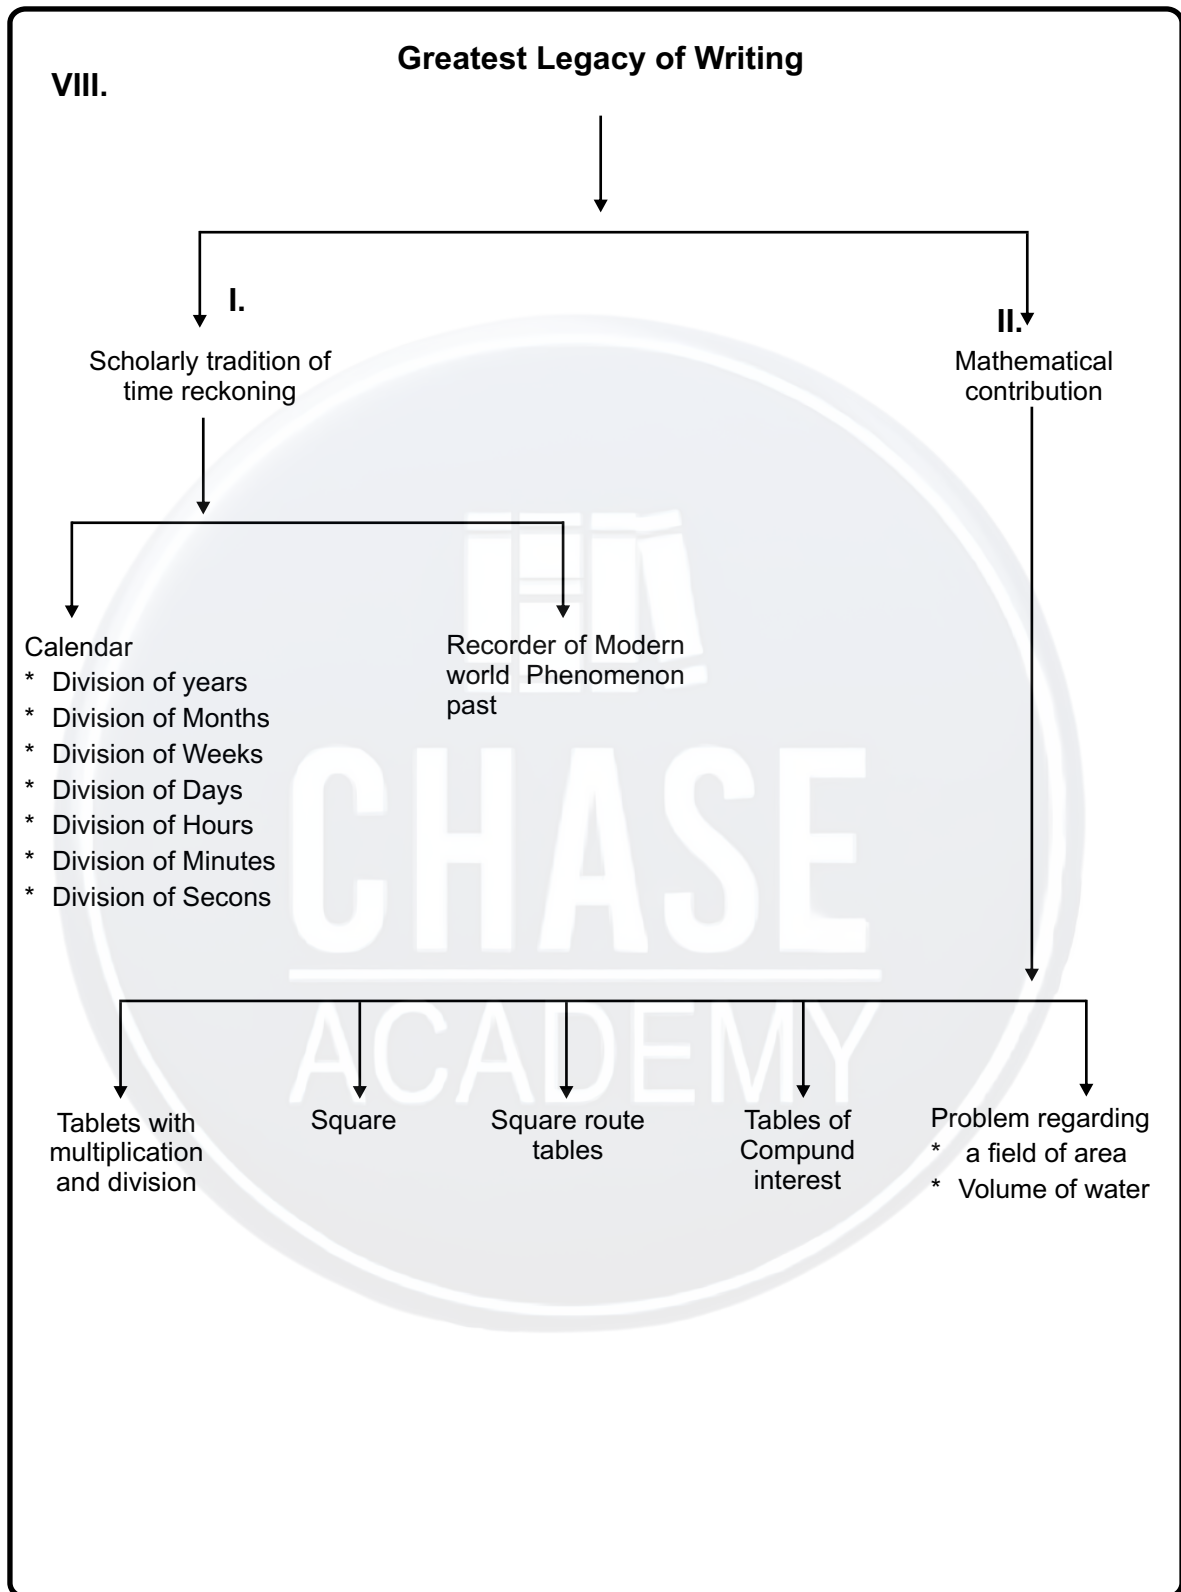 Greatest Legacy of Writing
VIII.
I.
Scholarly tradition of
time reckoning
II.
Mathematical
contribution
Calendar
* Division of years
* Division of Months
* Division of Weeks
* Division of Days
* Division of Hours
* Division of Minutes
* Division of Secons
Recorder of Modern
world Phenomenon
past
CHASE
ACADEMY
Tablets with
multiplication
and division
Square
Square route
tables
Tables of
Compund
interest
Problem regarding
* a field of area
* Volume of water